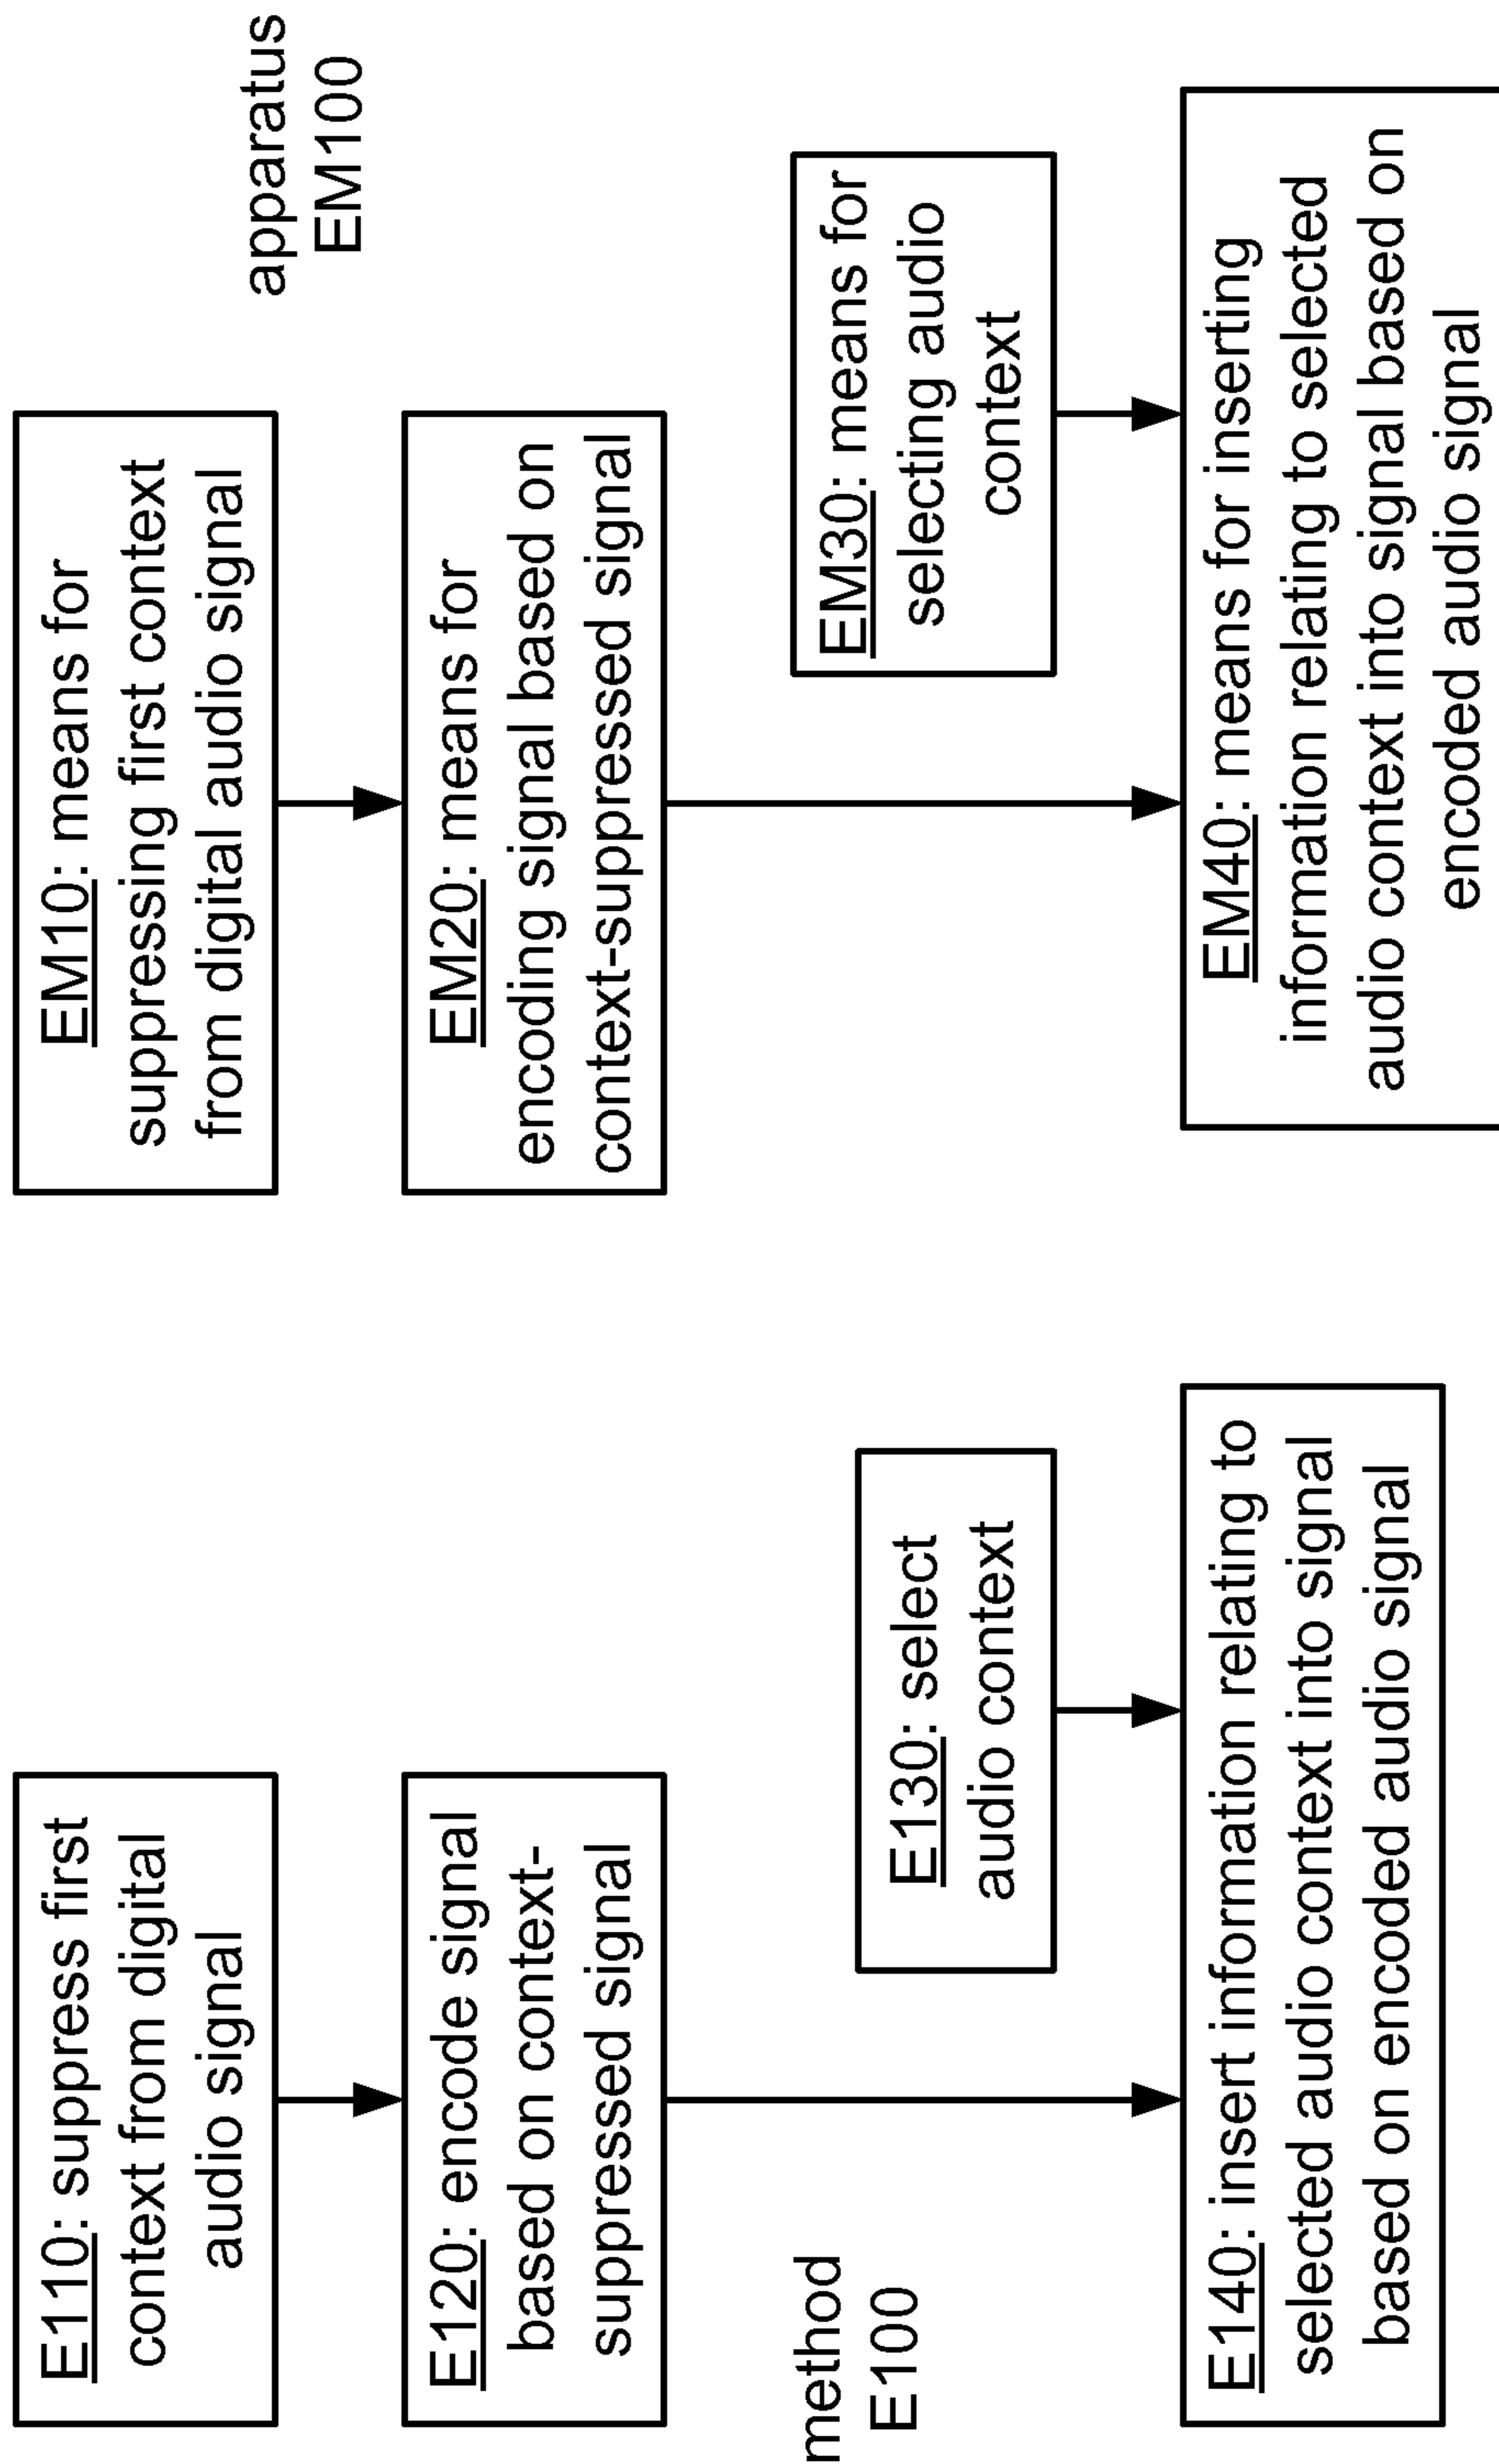 E110: suppress first
context from digital
audio signal
E120: encode signal
based on context-
suppressed signal
method
E100
E130: select
audio context
E140: insert information relating to
selected audio context into signal
based on encoded audio signal
EM10: means for
suppressing first context
from digital audio signal
apparatus
EM100
EM20: means for
encoding signal based on
context-suppressed signal
EM30: means for
selecting audio
context
EM40: means for inserting
information relating to selected
audio context into signal based on
encoded audio signal